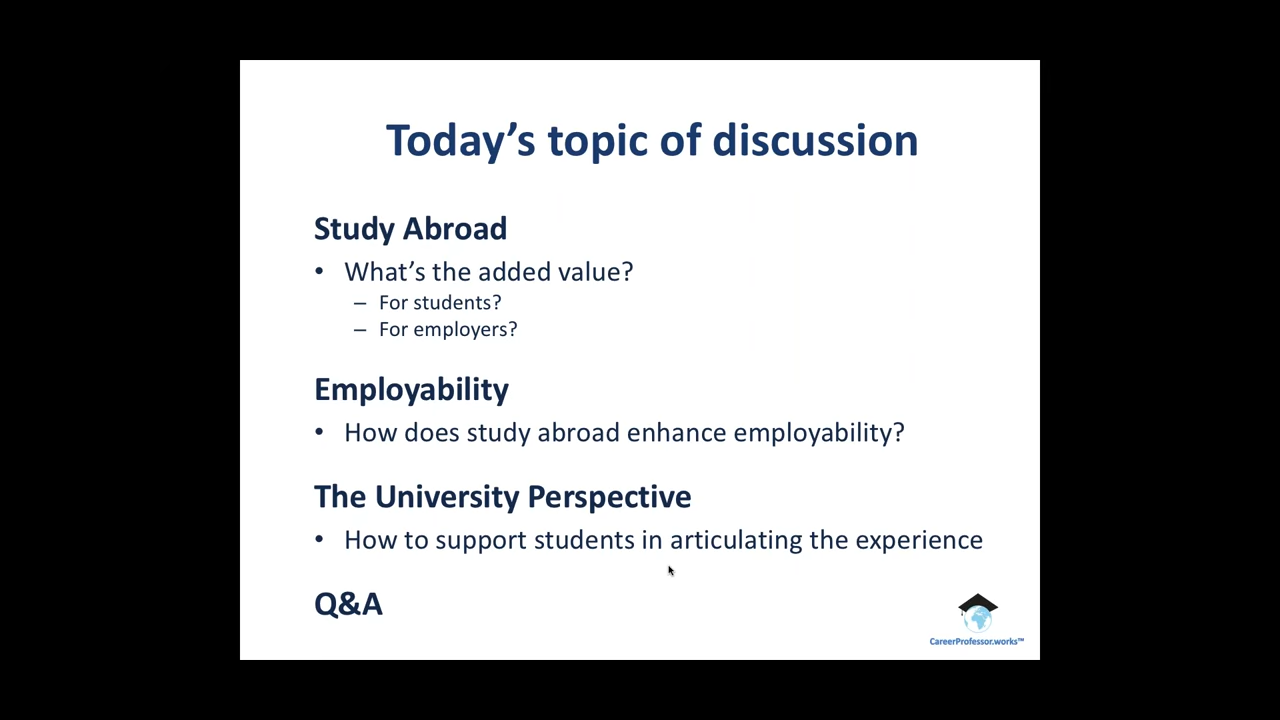 Today’s topic of discussion
Study Abroad
• What’s the added value?
– For students?
– For employers?
Employability
• How does study abroad enhance employability?
The University Perspective
• How to support students in articulating the experience
Q&A
CareerProfessor.works™